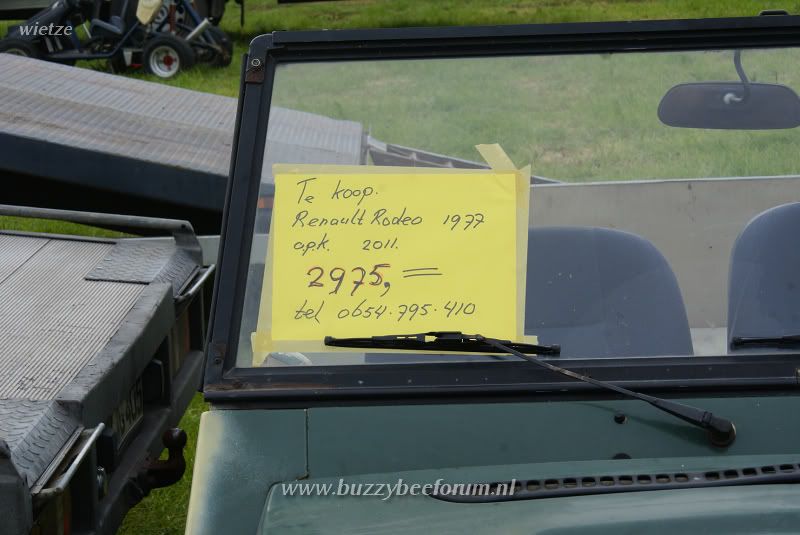 wietze
Te koop.
Renault Rodeo 1977
apk. 2011.
2975,=
tel 0654.795.410
www.buzzybeeforum.nl